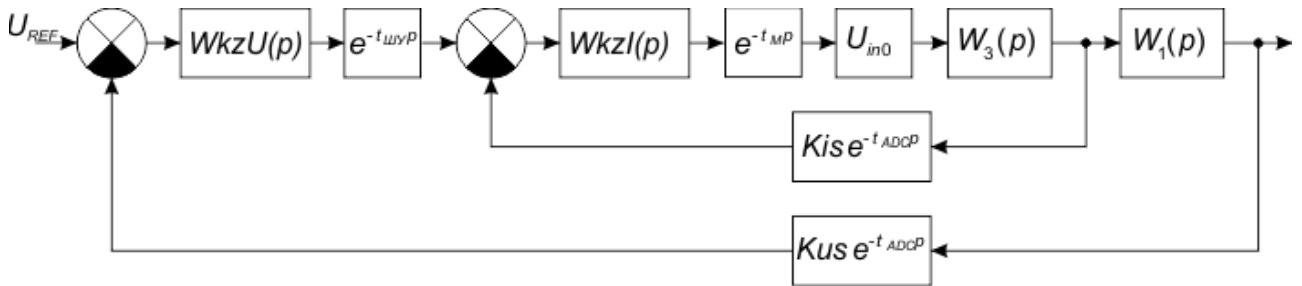 U_REF
WkzU(p)
e^-t_ШУ p
WkzI(p)
e^-t_M p
U_in0
W_3(p)
W_1(p)
Kis e^-t_ADC p
Kus e^-t_ADC p